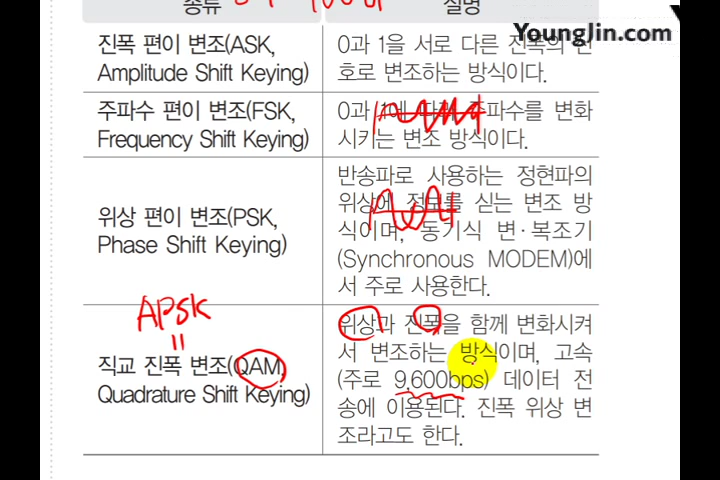 종류
설명
YoungJin.com
진폭 편이 변조(ASK,
Amplitude Shift Keying)
0과 1을 서로 다른 진폭의 신
호로 변조하는 방식이다.
주파수 편이 변조(FSK,
Frequency Shift Keying)
0과 1에 따라 주파수를 변화
시키는 변조 방식이다.
위상 편이 변조(PSK,
Phase Shift Keying)
반송파로 사용하는 정현파의
위상에 정보를 싣는 변조 방
식이며, 동기식 변·복조기
(Synchronous MODEM)에
서 주로 사용한다.
APSK
=
직교 진폭 변조(QAM,
Quadrature Shift Keying)
위상과 진폭을 함께 변화시켜
서 변조하는 방식이며, 고속
(주로 9,600bps) 데이터 전
송에 이용된다. 진폭 위상 변
조라고도 한다.